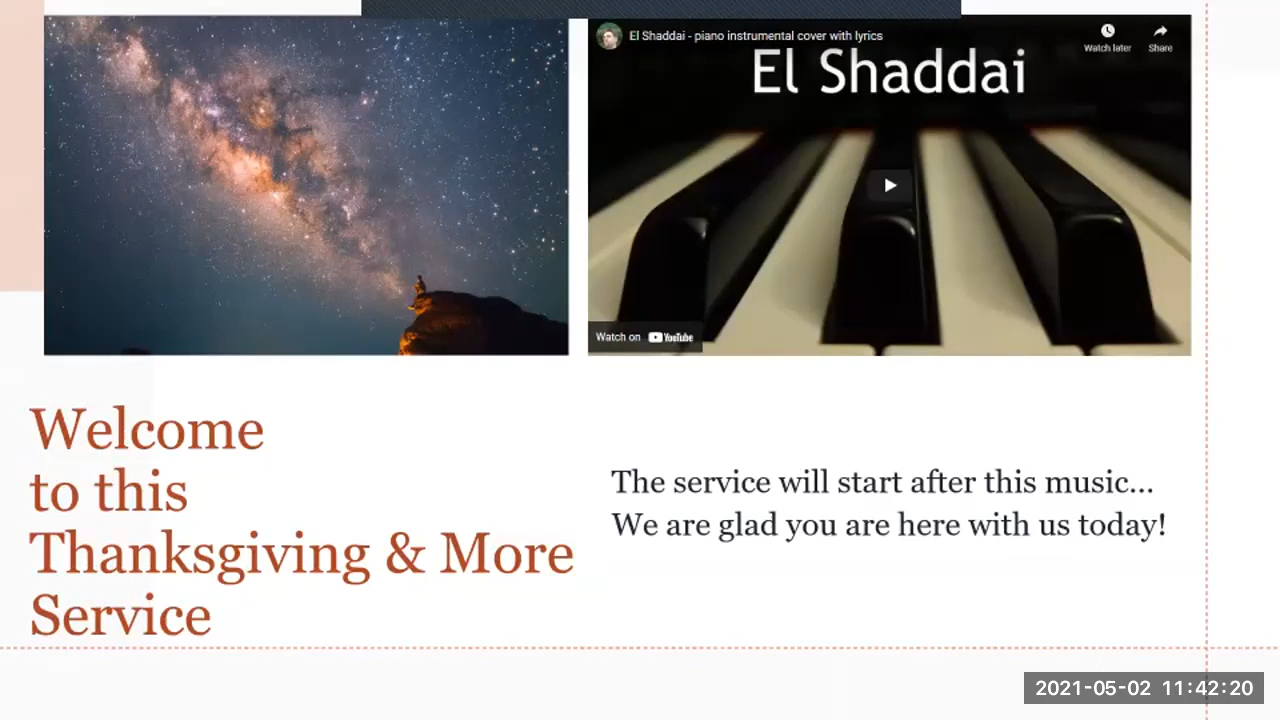 El Shaddai - piano instrumental cover with lyrics
Watch later
Share
El Shaddai
Watch on YouTube
Welcome
to this
Thanksgiving & More
Service
The service will start after this music...
We are glad you are here with us today!
2021-05-02 11:42:20